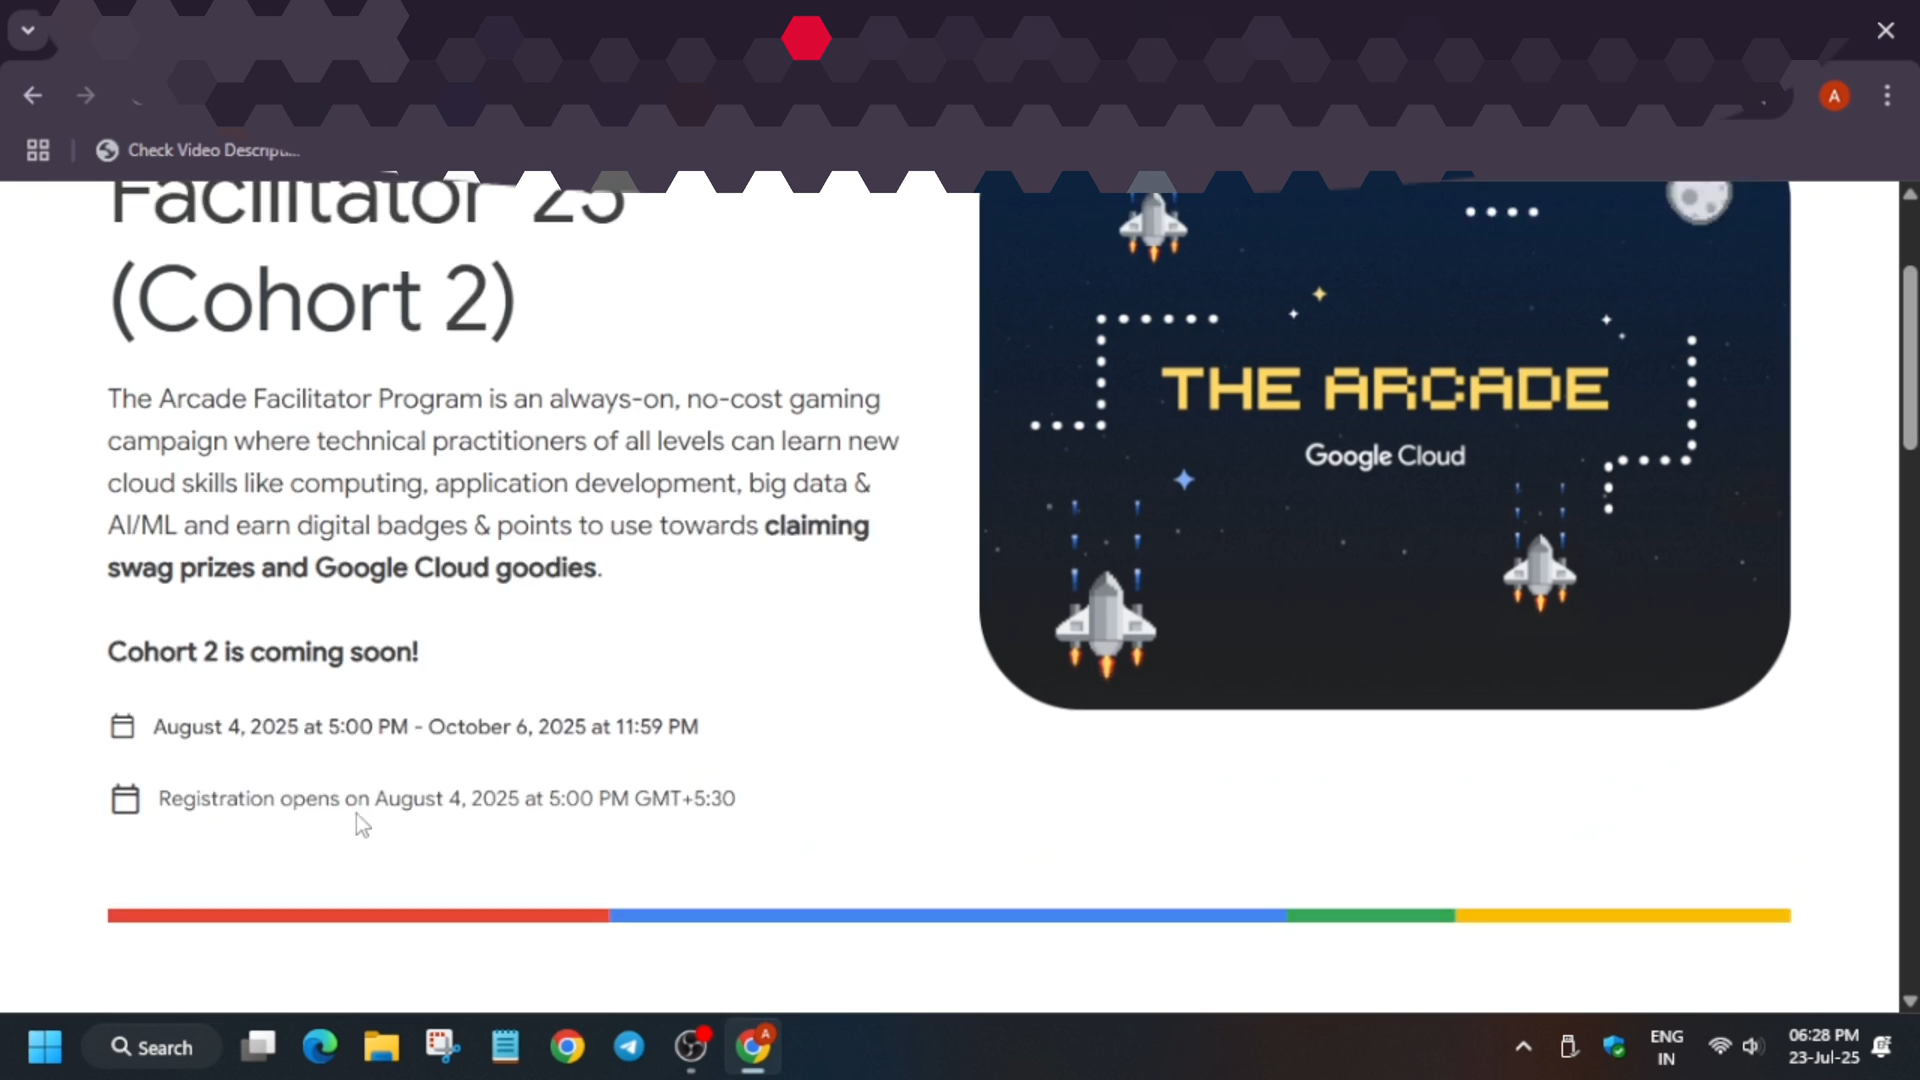 Check Video Descript...
Facilitator '25
(Cohort 2)
The Arcade Facilitator Program is an always-on, no-cost gaming
campaign where technical practitioners of all levels can learn new
cloud skills like computing, application development, big data &
AI/ML and earn digital badges & points to use towards claiming
swag prizes and Google Cloud goodies.
Cohort 2 is coming soon!
August 4, 2025 at 5:00 PM - October 6, 2025 at 11:59 PM
Registration opens on August 4, 2025 at 5:00 PM GMT+5:30
THE ARCADE
Google Cloud
A
Search
A
ENG
IN
06:28 PM
23-Jul-25